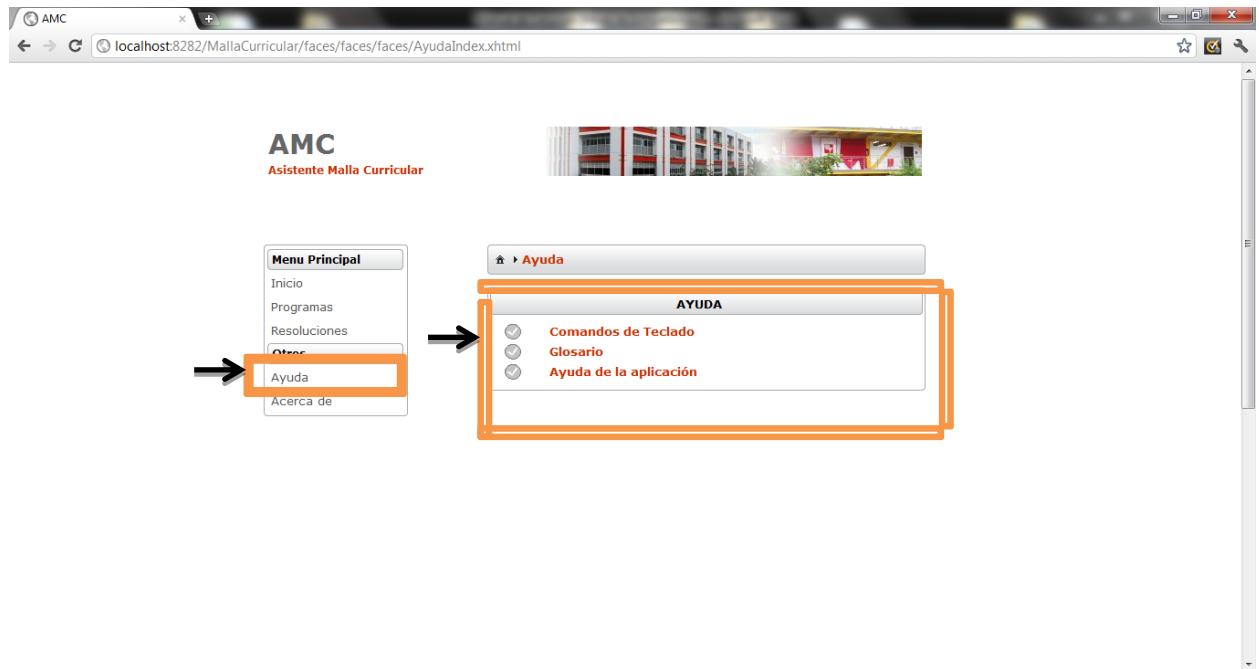 AMC
localhost:8282/MallaCurricular/faces/faces/faces/AyudaIndex.xhtml
AMC
Asistente Malla Curricular
Menu Principal
Inicio
Programas
Resoluciones
Otros
Ayuda
Acerca de
Ayuda
AYUDA
Comandos de Teclado
Glosario
Ayuda de la aplicación